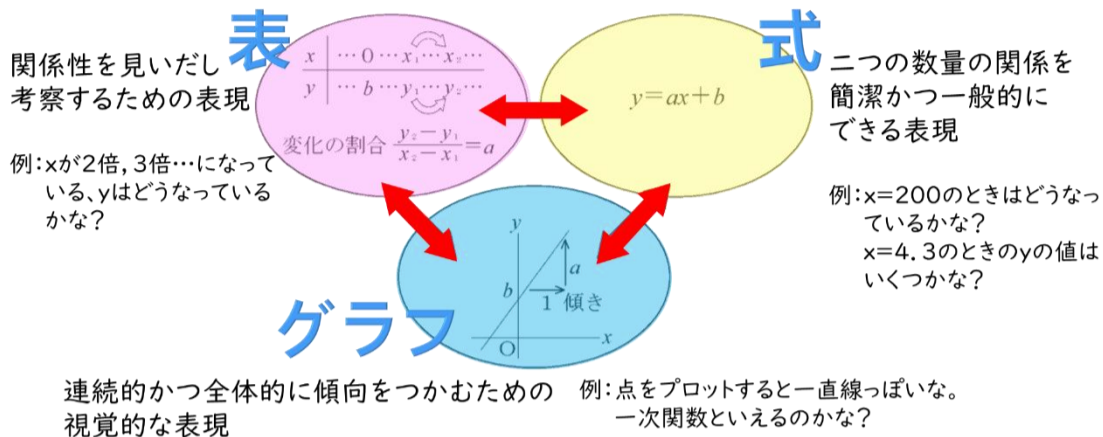 表
関係性を見いだし
考察するための表現
例：xが2倍，3倍…になって
いる、yはどうなっている
かな？
x … 0 … x₁ … x₂ …
y … b … y₁ … y₂ …
変化の割合 (y₂−y₁)/(x₂−x₁)=a
式
y=ax+b
二つの数量の関係を
簡潔かつ一般的に
できる表現
例：x=200のときはどうなっ
ているかな？
x=4．3のときのyの値は
いくつかな？
グラフ
y
a
b
1 傾き
O
x
連続的かつ全体的に傾向をつかむための
視覚的な表現
例：点をプロットすると一直線っぽいな。
一次関数といえるのかな？